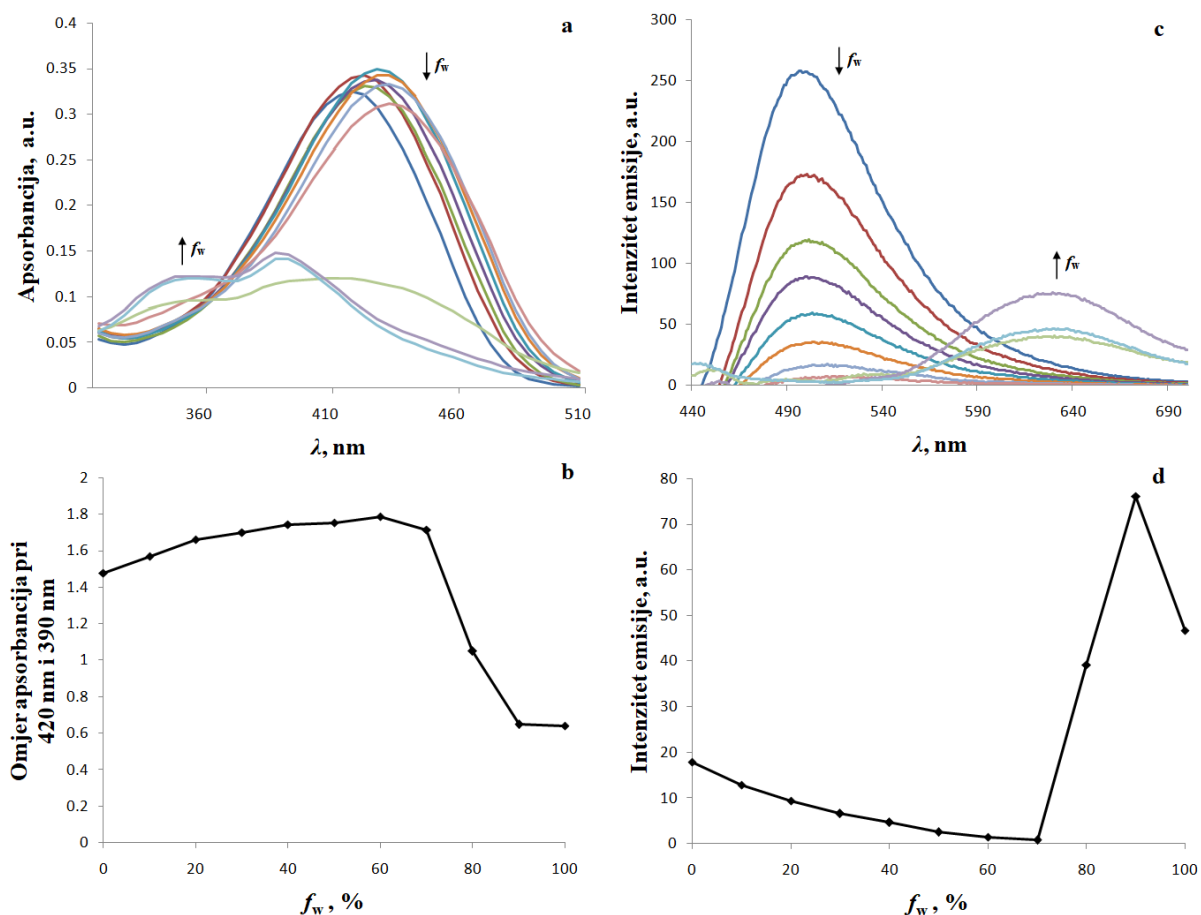 a
0.4
0.35
0.3
0.25
0.2
0.15
0.1
0.05
0
Apsorbancija, a.u.
↓ fw
↑ fw
360 410 460 510
λ, nm
c
300
250
200
150
100
50
0
Intenzitet emisije, a.u.
↓ fw
↑ fw
440 490 540 590 640 690
λ, nm
b
2
1.8
1.6
1.4
1.2
1
0.8
0.6
0.4
0.2
0
Omjer apsorbancija pri
420 nm i 390 nm
0 20 40 60 80 100
fw , %
d
80
70
60
50
40
30
20
10
0
Intenzitet emisije, a.u.
0 20 40 60 80 100
fw , %